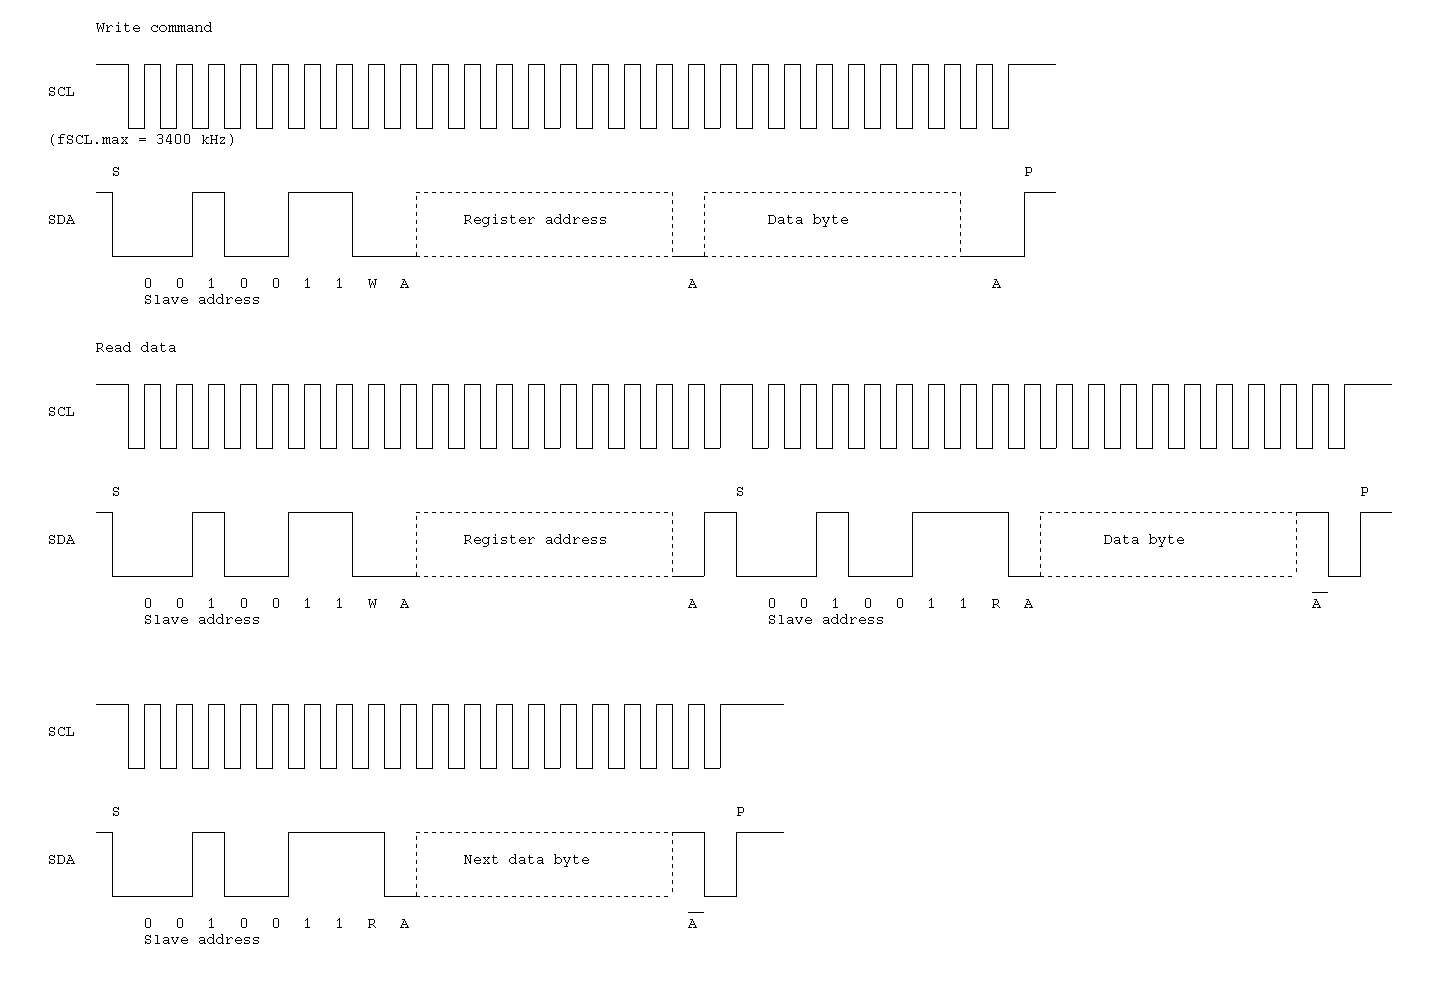 Write command
SCL
(fSCL.max = 3400 kHz)
S P
SDA Register address Data byte
0 0 1 0 0 1 1 W A A A
Slave address
Read data
SCL
S S P
SDA Register address Data byte
0 0 1 0 0 1 1 W A A 0 0 1 0 0 1 1 R A A̅
Slave address Slave address
SCL
S P
SDA Next data byte
0 0 1 0 0 1 1 R A A̅
Slave address